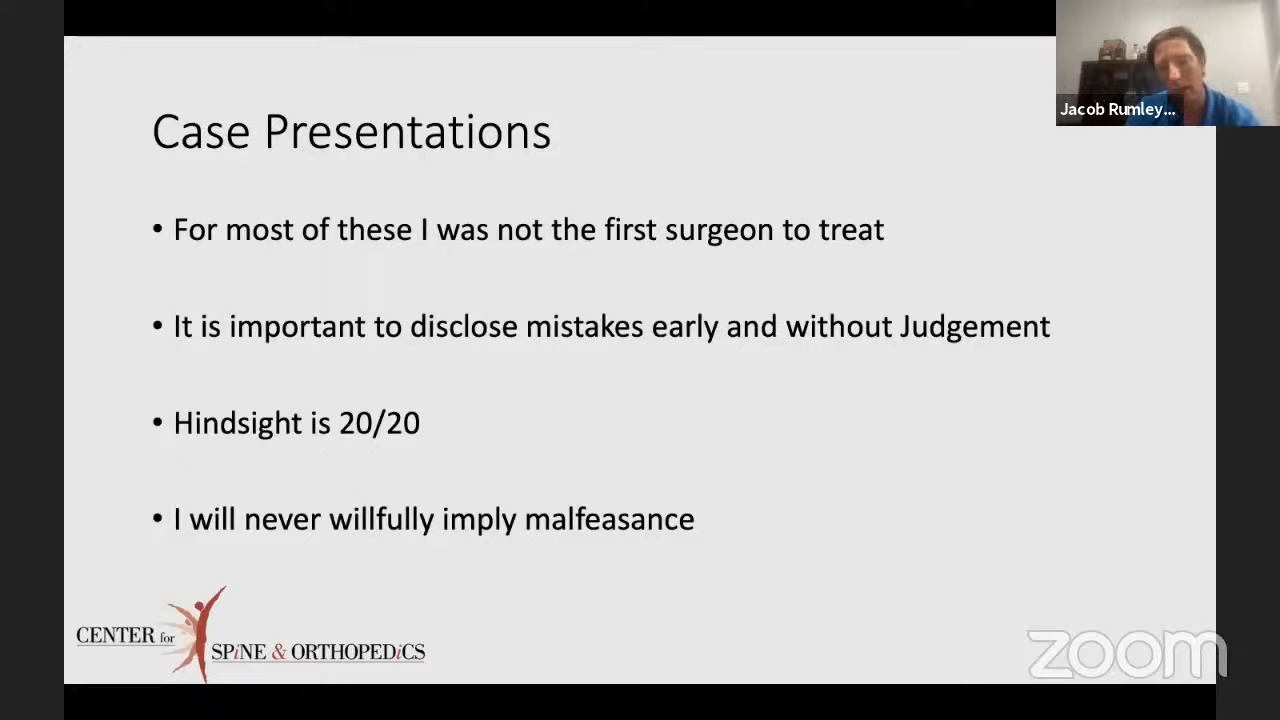 Jacob Rumley...
Case Presentations
• For most of these I was not the first surgeon to treat
• It is important to disclose mistakes early and without Judgement
• Hindsight is 20/20
• I will never willfully imply malfeasance
CENTER for
SPiNE & ORTHOPEDiCS
zoom